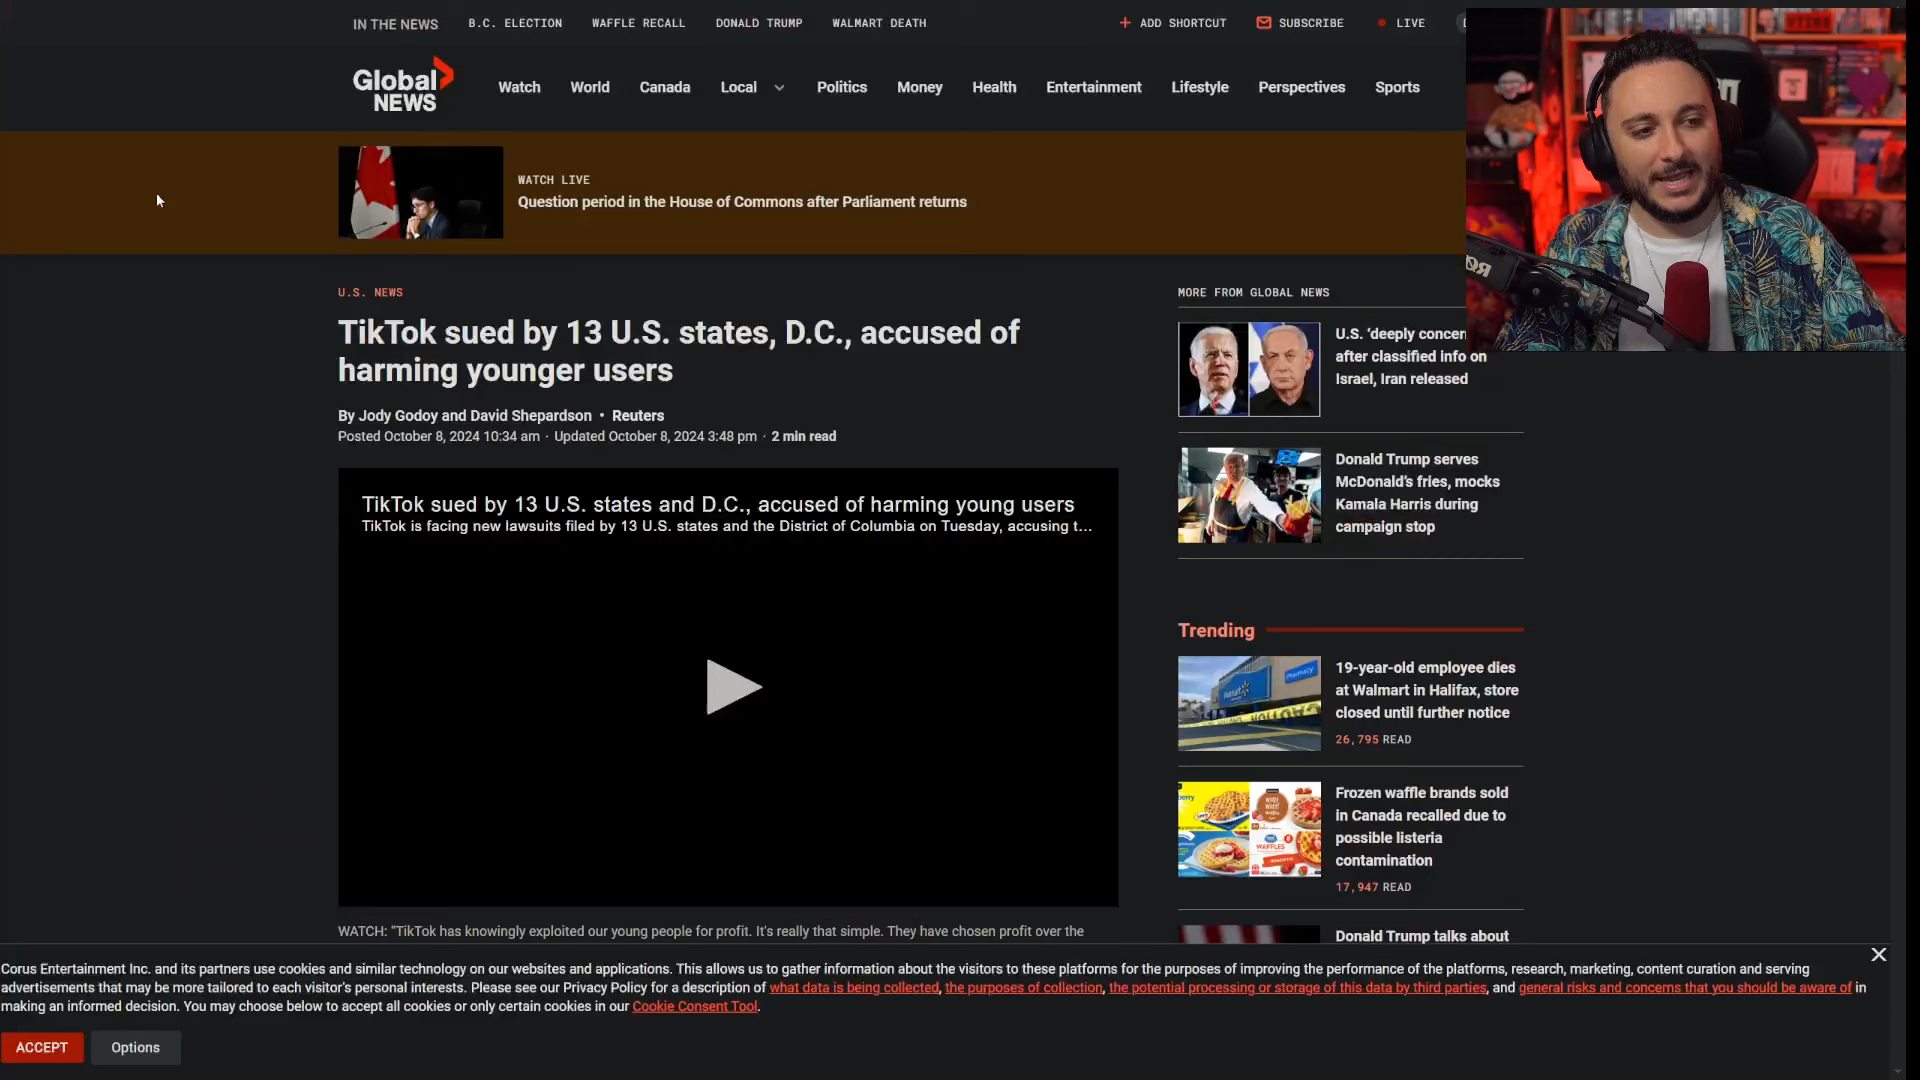 IN THE NEWS
B.C. ELECTION
WAFFLE RECALL
DONALD TRUMP
WALMART DEATH
ADD SHORTCUT
SUBSCRIBE
LIVE
Global
NEWS
Watch
World
Canada
Local
Politics
Money
Health
Entertainment
Lifestyle
Perspectives
Sports
WATCH LIVE
Question period in the House of Commons after Parliament returns
U.S. NEWS
TikTok sued by 13 U.S. states, D.C., accused of
harming younger users
By Jody Godoy and David Shepardson • Reuters
Posted October 8, 2024 10:34 am · Updated October 8, 2024 3:48 pm · 2 min read
TikTok sued by 13 U.S. states and D.C., accused of harming young users
TikTok is facing new lawsuits filed by 13 U.S. states and the District of Columbia on Tuesday, accusing t...
WATCH: “TikTok has knowingly exploited our young people for profit. It's really that simple. They have chosen profit over the
MORE FROM GLOBAL NEWS
U.S. ‘deeply concer
after classified info on
Israel, Iran released
Donald Trump serves
McDonald’s fries, mocks
Kamala Harris during
campaign stop
Trending
Walmart
Pharmacy
19-year-old employee dies
at Walmart in Halifax, store
closed until further notice
26,795 READ
WAFFLES
Frozen waffle brands sold
in Canada recalled due to
possible listeria
contamination
17,947 READ
Donald Trump talks about
Corus Entertainment Inc. and its partners use cookies and similar technology on our websites and applications. This allows us to gather information about the visitors to these platforms for the purposes of improving the performance of the platforms, research, marketing, content curation and serving
advertisements that may be more tailored to each visitor's personal interests. Please see our Privacy Policy for a description of what data is being collected, the purposes of collection, the potential processing or storage of this data by third parties, and general risks and concerns that you should be aware of in
making an informed decision. You may choose below to accept all cookies or only certain cookies in our Cookie Consent Tool.
ACCEPT
Options